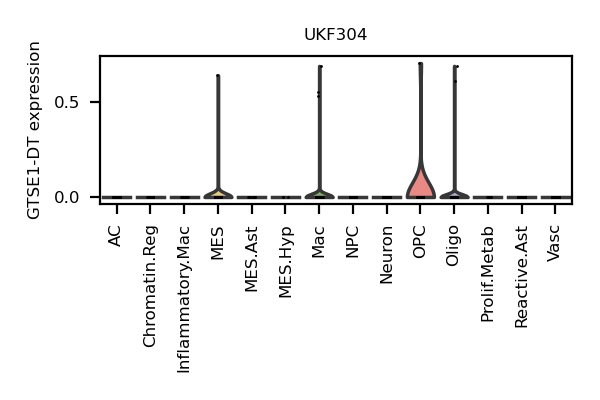 UKF304
GTSE1-DT expression
0.5
0.0
AC
Chromatin.Reg
Inflammatory.Mac
MES
MES.Ast
MES.Hyp
Mac
NPC
Neuron
OPC
Oligo
Prolif.Metab
Reactive.Ast
Vasc